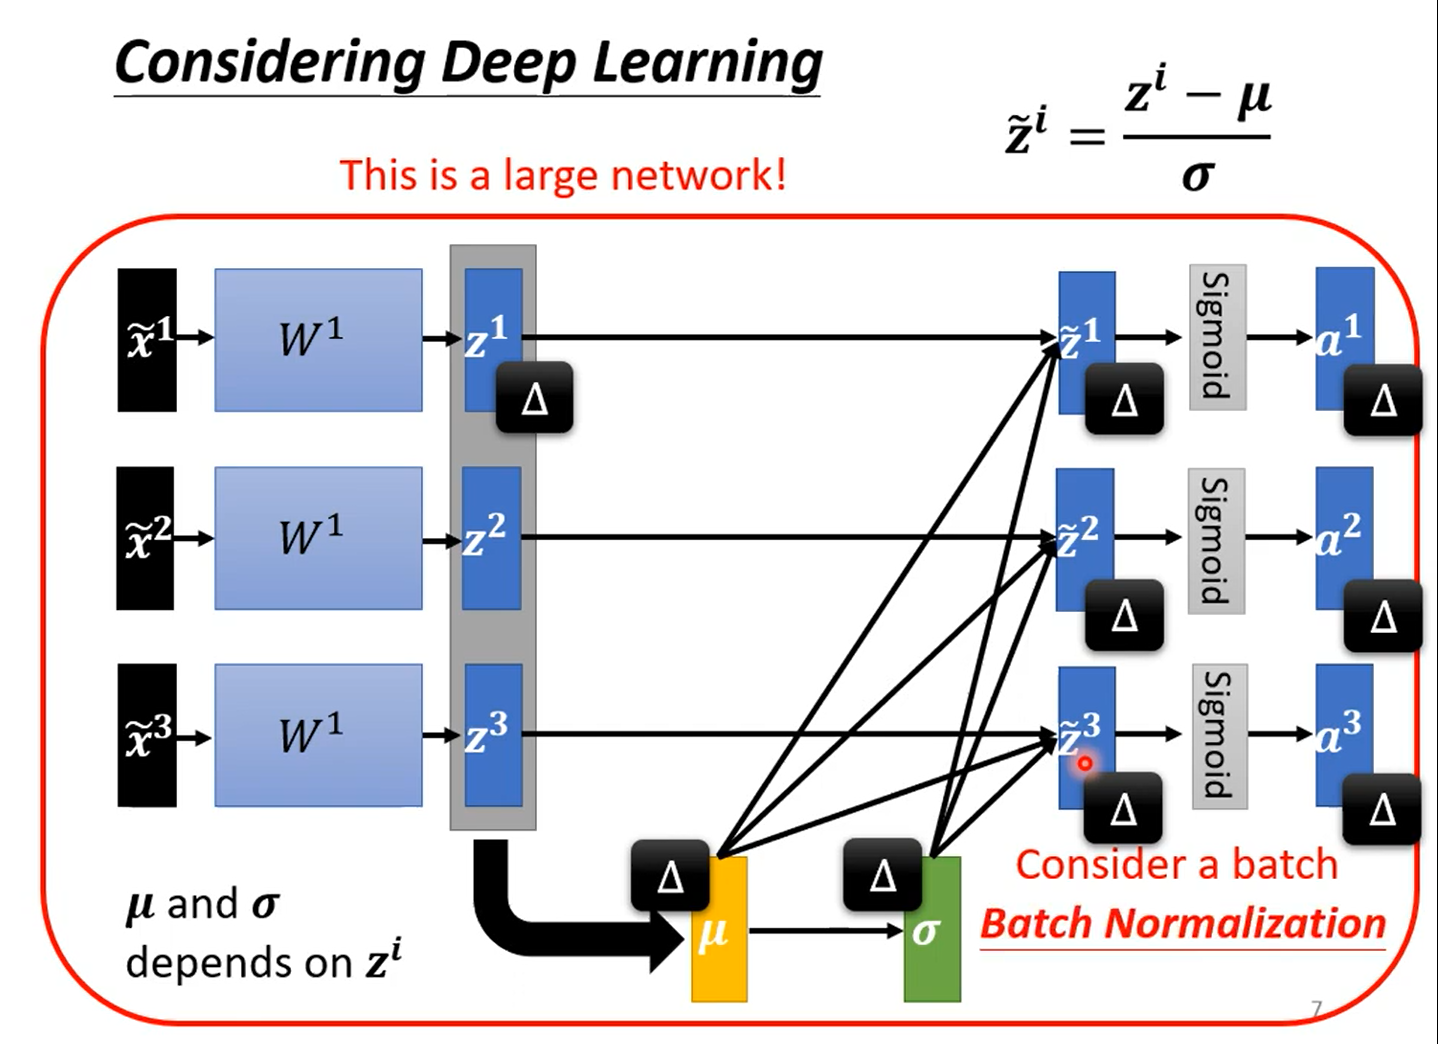 Considering Deep Learning
z̃ⁱ = (zⁱ − μ) / σ
This is a large network!
x̃¹ W¹ z¹ Δ z̃¹ Δ Sigmoid a¹ Δ
x̃² W¹ z² z̃² Δ Sigmoid a² Δ
x̃³ W¹ z³ z̃³ Δ Sigmoid a³ Δ
Δ μ Δ σ
μ and σ
depends on zⁱ
Consider a batch
Batch Normalization
7